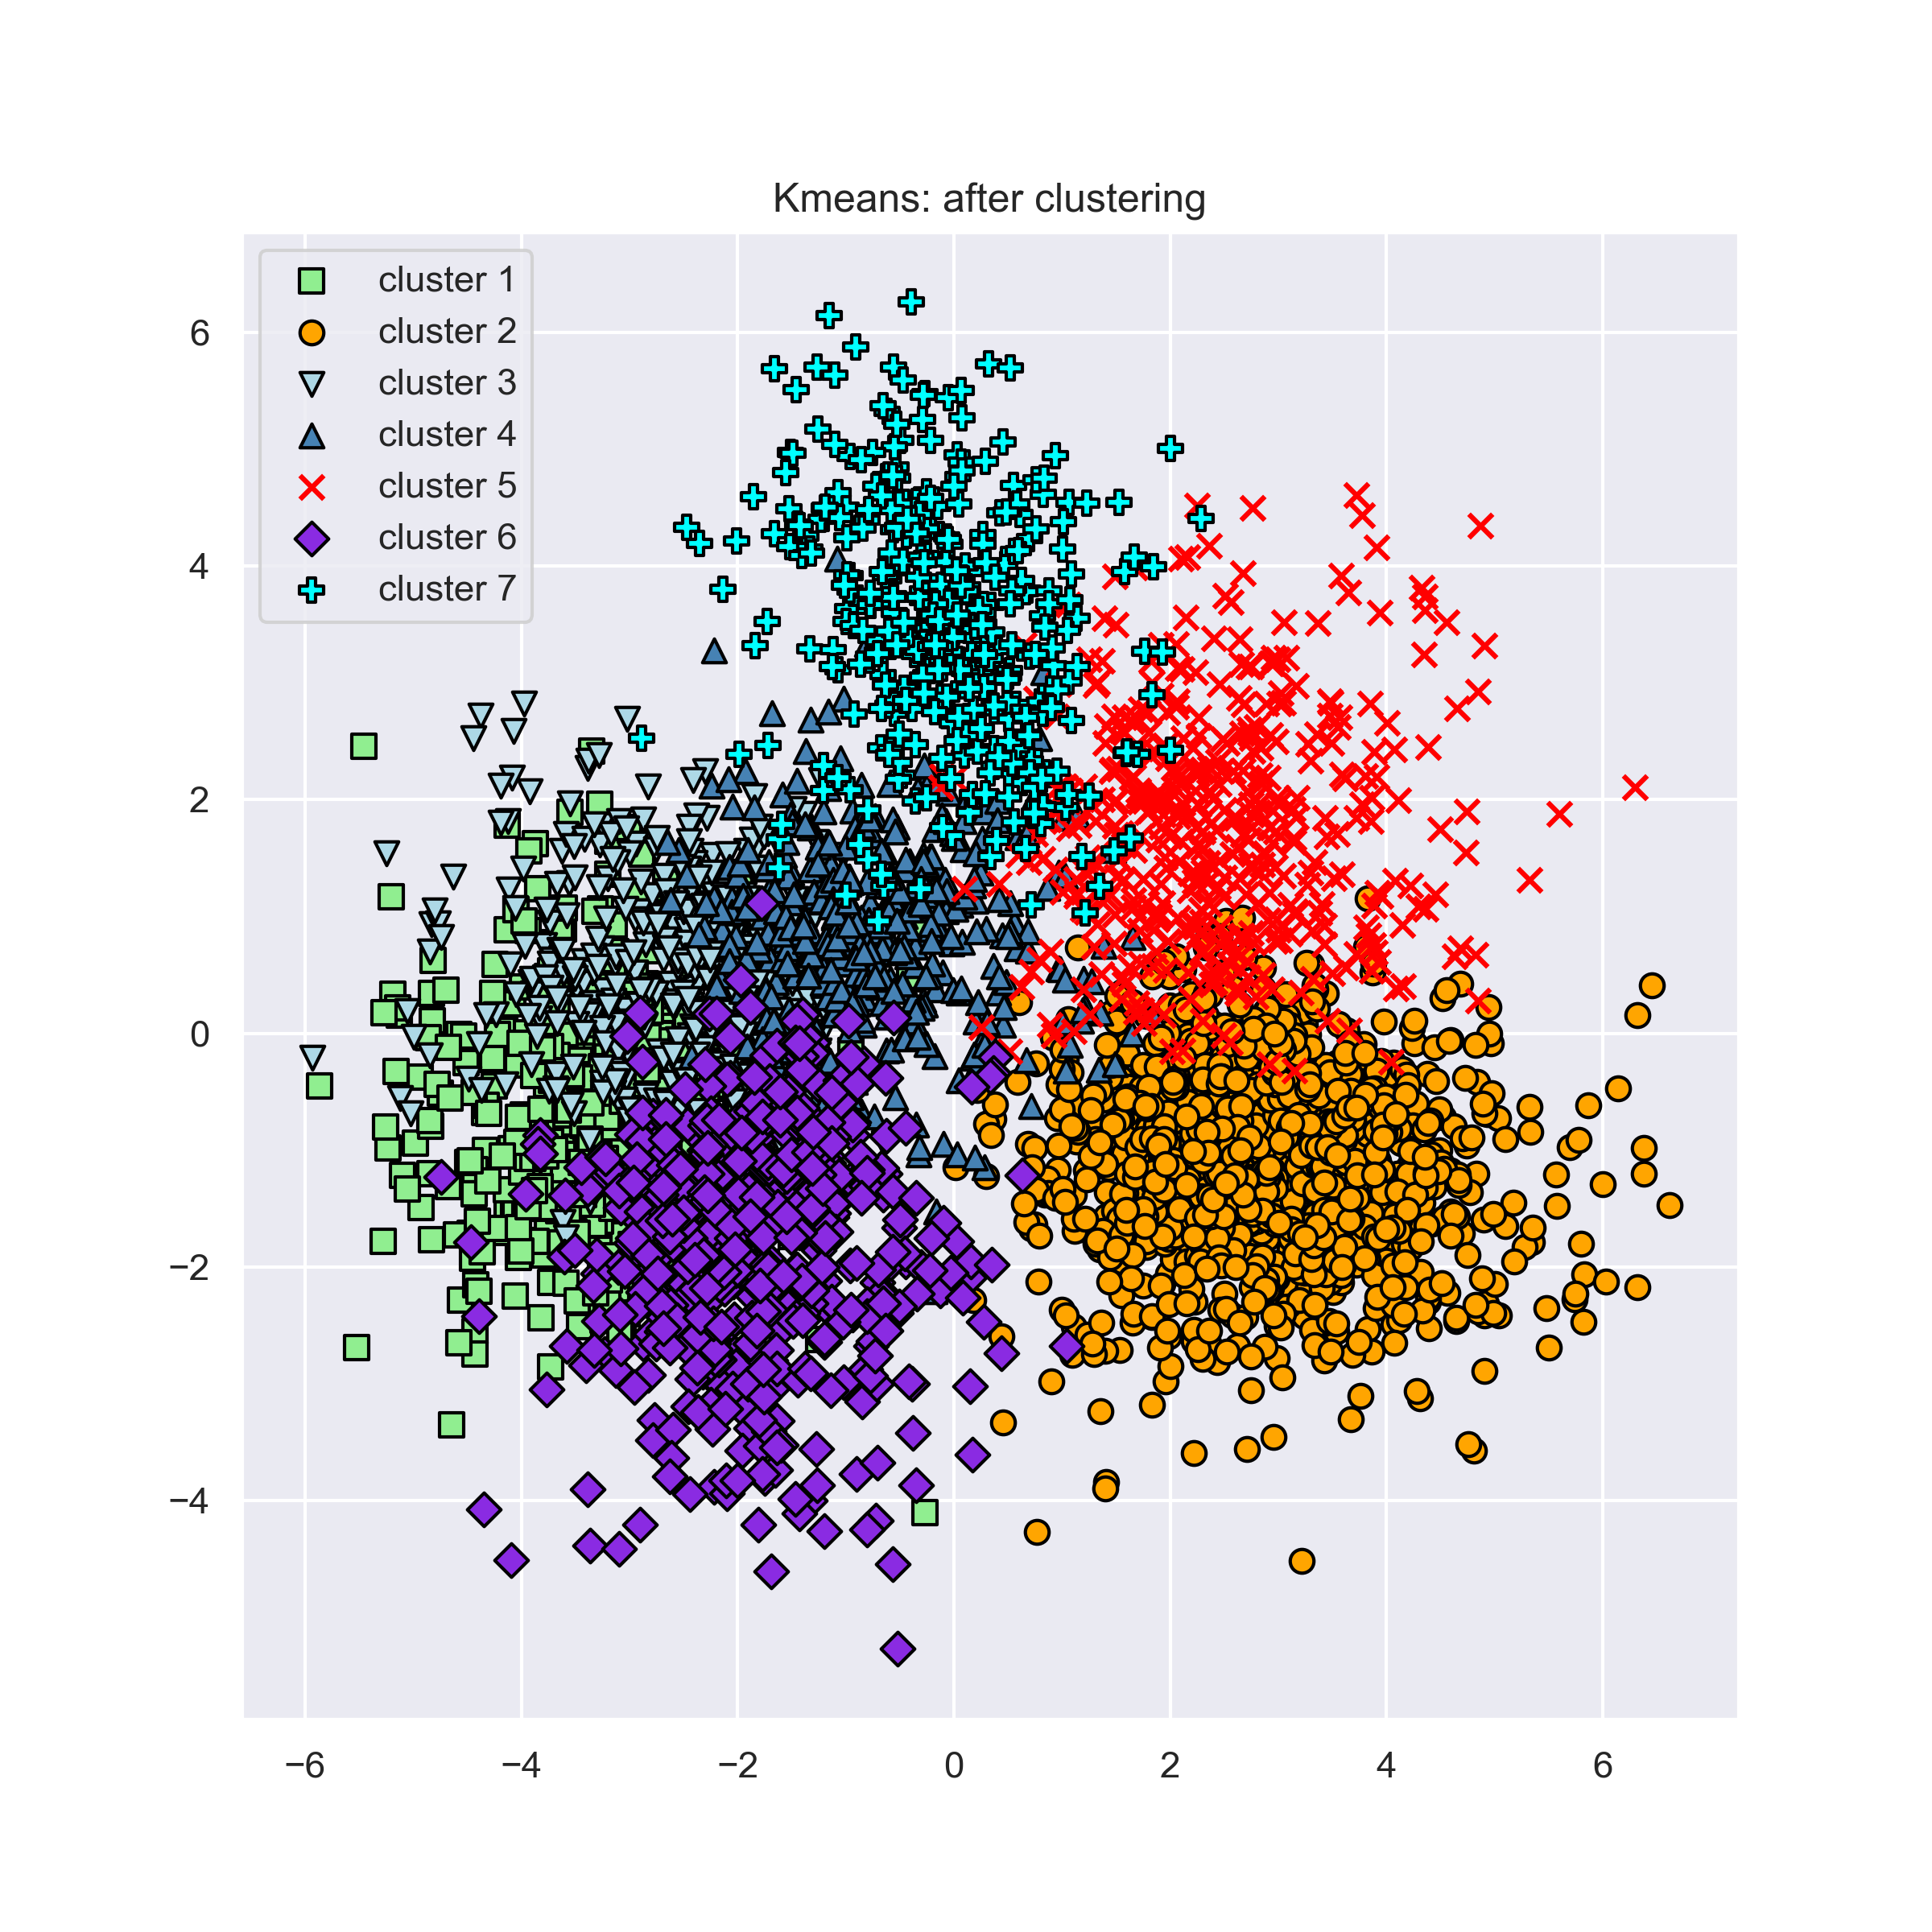 Kmeans: after clustering
cluster 1
cluster 2
cluster 3
cluster 4
cluster 5
cluster 6
cluster 7
6
4
2
0
−2
−4
−6 −4 −2 0 2 4 6